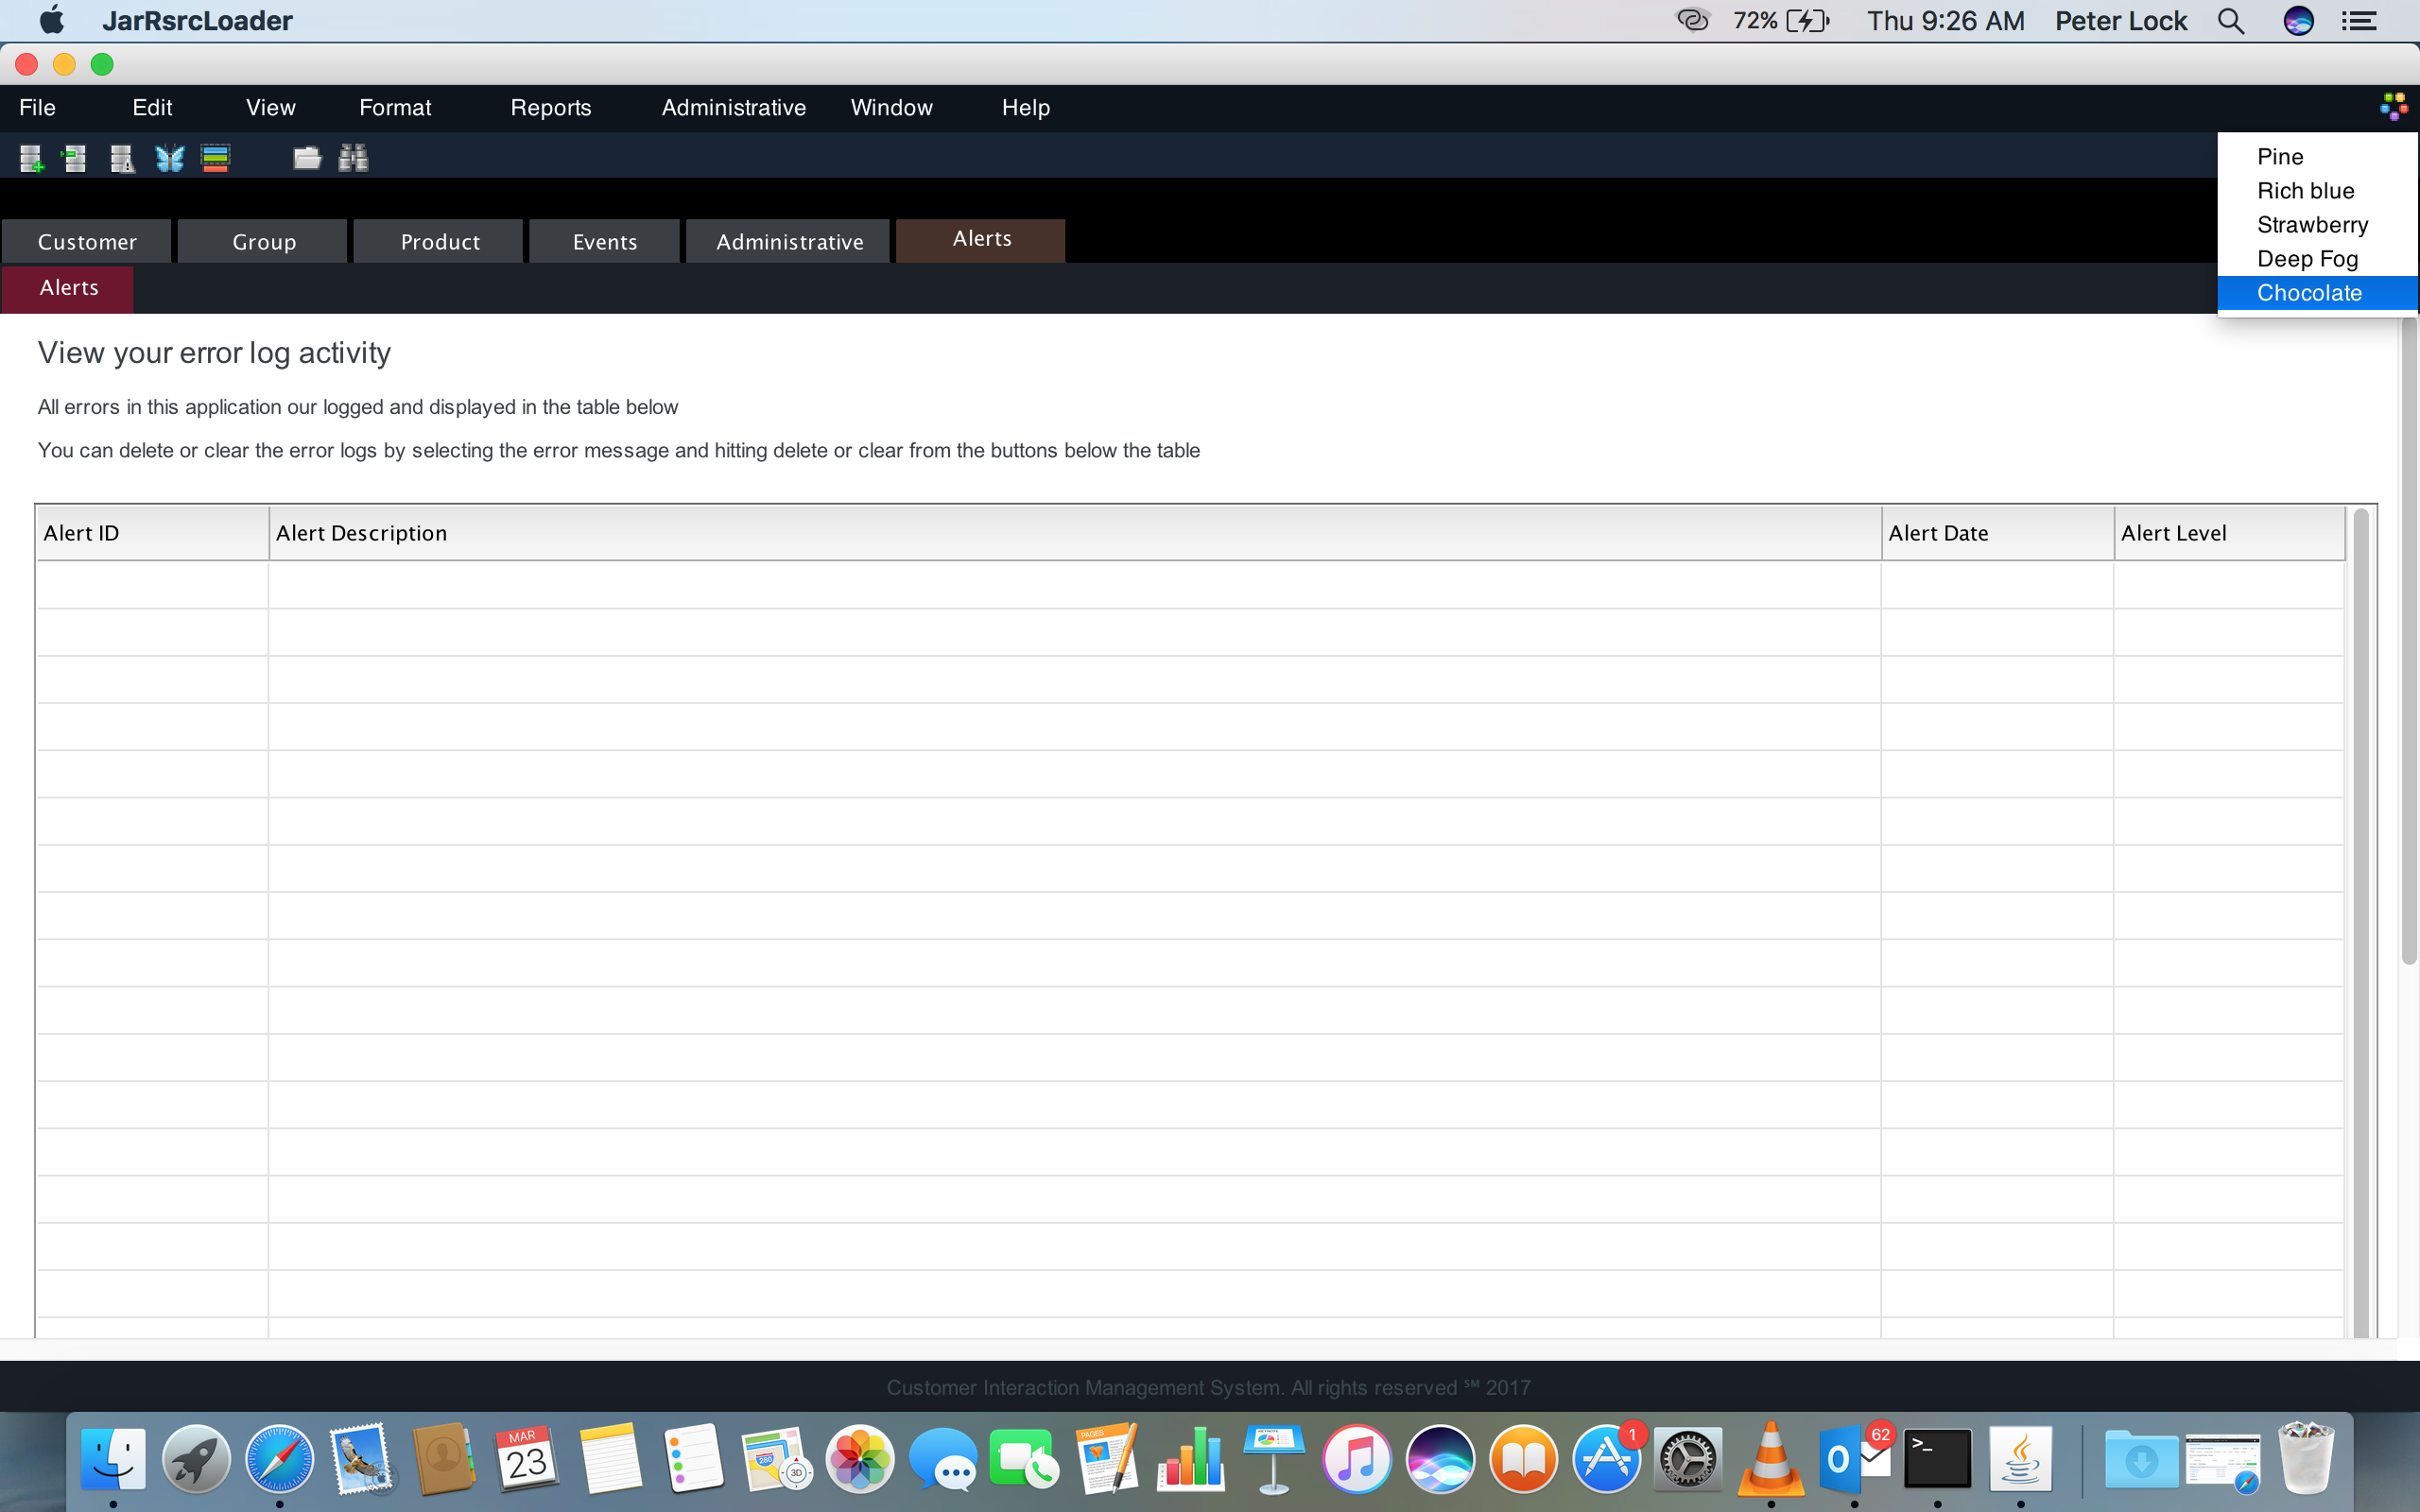 JarRsrcLoader 72% Thu 9:26 AM Peter Lock
File Edit View Format Reports Administrative Window Help
Pine
Rich blue
Strawberry
Deep Fog
Chocolate
Customer Group Product Events Administrative Alerts
Alerts
View your error log activity
All errors in this application our logged and displayed in the table below
You can delete or clear the error logs by selecting the error message and hitting delete or clear from the buttons below the table
Alert ID Alert Description Alert Date Alert Level
Customer Interaction Management System. All rights reserved ℠ 2017
MAR
23
280
3D
PAGES
1
O
62
>_